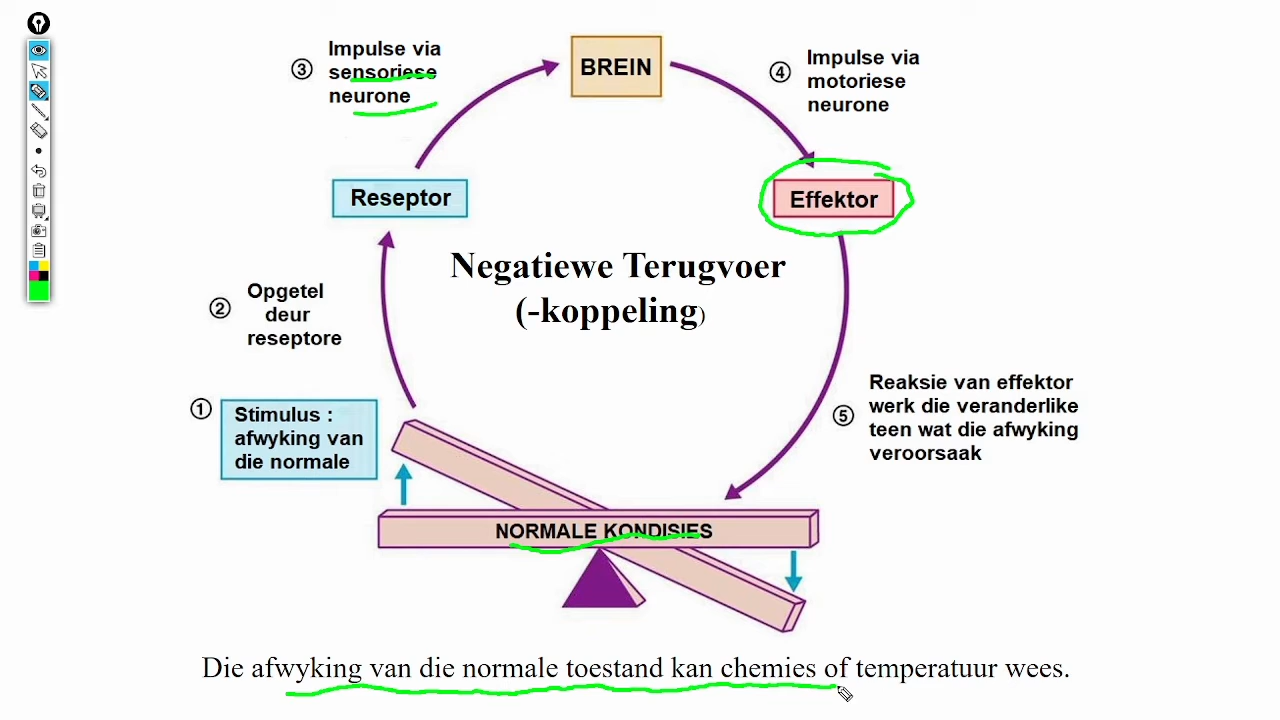 ③ Impulse via
sensoriese
neurone
BREIN
④ Impulse via
motoriese
neurone
Reseptor
Effektor
Negatiewe Terugvoer
(-koppeling)
② Opgetel
deur
reseptore
① Stimulus :
afwyking van
die normale
⑤ Reaksie van effektor
werk die veranderlike
teen wat die afwyking
veroorsaak
NORMALE KONDISIES
Die afwyking van die normale toestand kan chemies of temperatuur wees.